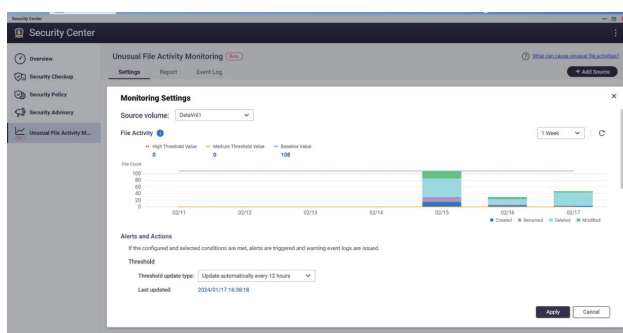 Security Center
Security Center
Overview
Security Checkup
Security Policy
Security Advisory
Unusual File Activity M...
Beta
Unusual File Activity Monitoring Beta
What can cause unusual file activities?
Settings Report Event Log
+ Add Source
Monitoring Settings
Source volume: DataVol1
File Activity
1 Week
High Threshold Value Medium Threshold Value Baseline Value
0 0 108
File Count
100
80
60
40
20
0
02/11 02/12 02/13 02/14 02/15 02/16 02/17
Created Renamed Deleted Modified
Alerts and Actions
If the configured and selected conditions are met, alerts are triggered and warning event logs are issued.
Threshold
Threshold update type: Update automatically every 12 hours
Last updated: 2024/01/17 16:38:18
Apply Cancel